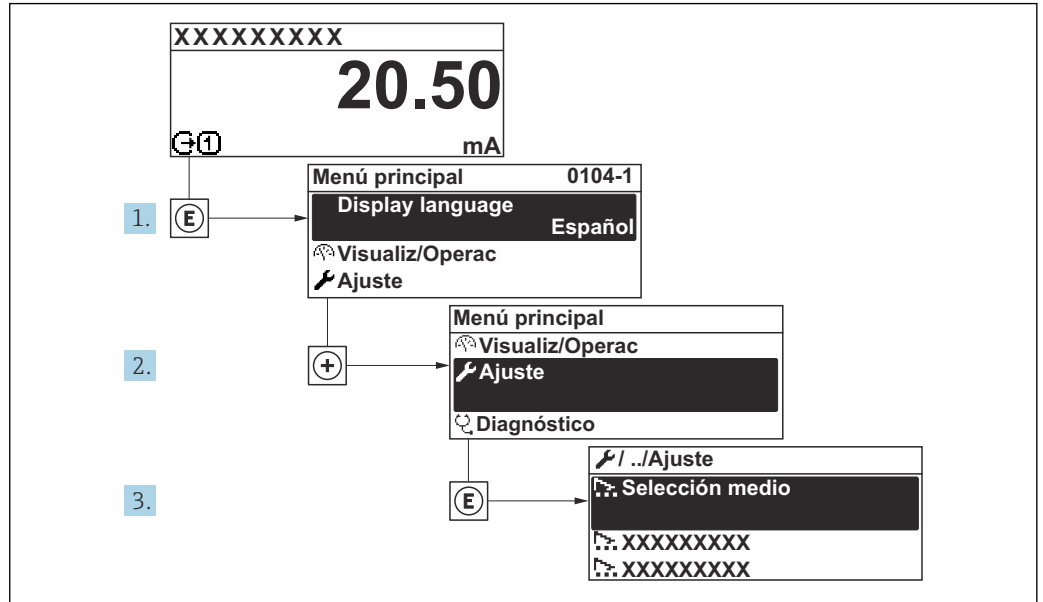 XXXXXXXXX
20.50
1 mA
Menú principal 0104-1
Display language
Español
Visualiz/Operac
Ajuste
1. E
Menú principal
Visualiz/Operac
Ajuste
Diagnóstico
2. +
/ ../Ajuste
Selección medio
XXXXXXXXX
XXXXXXXXX
3. E